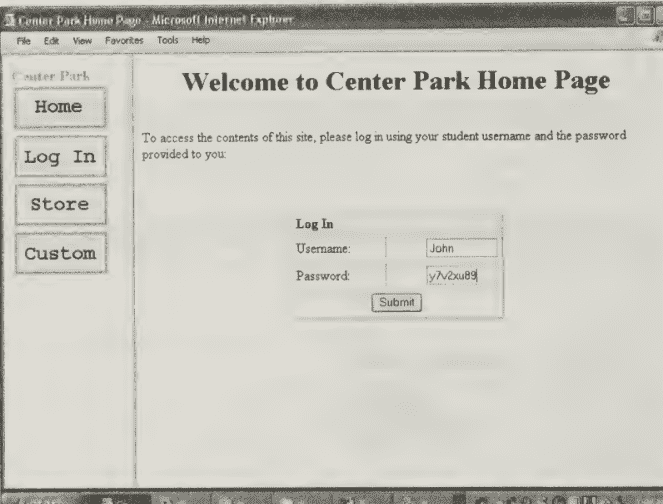 Center Park Home Page - Microsoft Internet Explorer
File Edit View Favorites Tools Help
Center Park
Home
Log In
Store
Custom
Welcome to Center Park Home Page
To access the contents of this site, please log in using your student username and the password
provided to you:
Log In
Username: John
Password: y7v2xu89
Submit